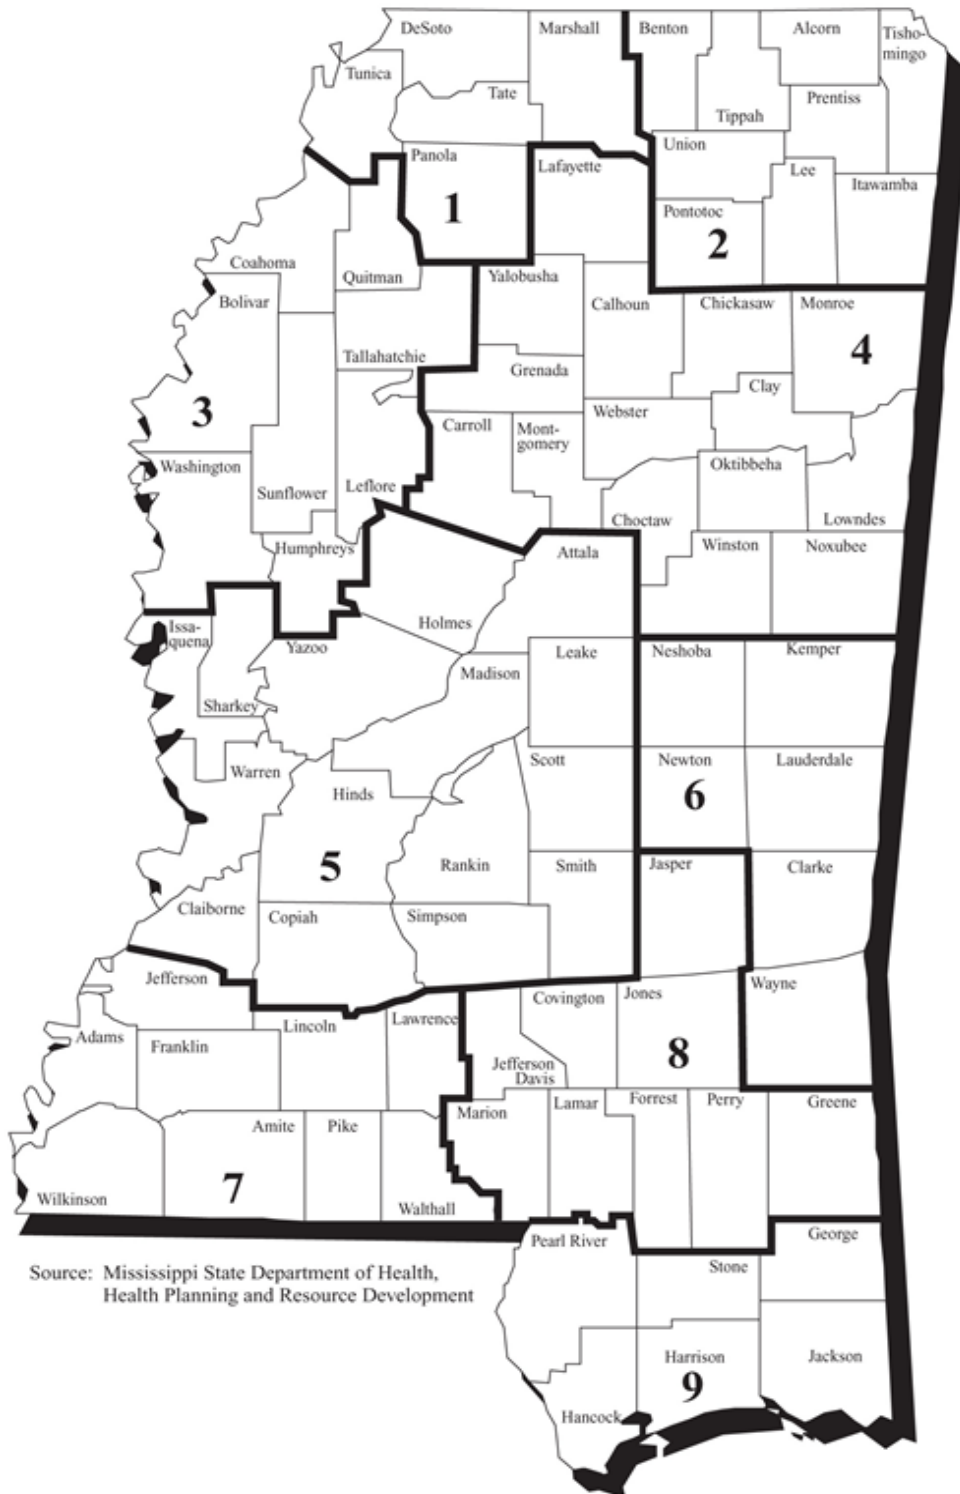 DeSoto
Marshall
Benton
Alcorn
Tisho-
mingo
Tunica
Tate
Prentiss
Tippah
Union
Panola
Lafayette
Lee
Itawamba
1
Pontotoc
2
Coahoma
Quitman
Yalobusha
Bolivar
Calhoun
Chickasaw
Monroe
Tallahatchie
4
Grenada
Clay
3
Carroll
Mont-
gomery
Webster
Washington
Oktibbeha
Sunflower
Leflore
Choctaw
Lowndes
Humphreys
Attala
Winston
Noxubee
Issa-
quena
Holmes
Yazoo
Leake
Neshoba
Kemper
Madison
Sharkey
Scott
Newton
Lauderdale
Warren
Hinds
6
5
Rankin
Smith
Jasper
Clarke
Claiborne
Copiah
Simpson
Jefferson
Wayne
Covington
Jones
Lincoln
Lawrence
Adams
Franklin
8
Jefferson
Davis
Marion
Lamar
Forrest
Perry
Greene
Amite
Pike
7
Wilkinson
Walthall
George
Pearl River
Stone
Source: Mississippi State Department of Health,
Health Planning and Resource Development
Harrison
Jackson
9
Hancock